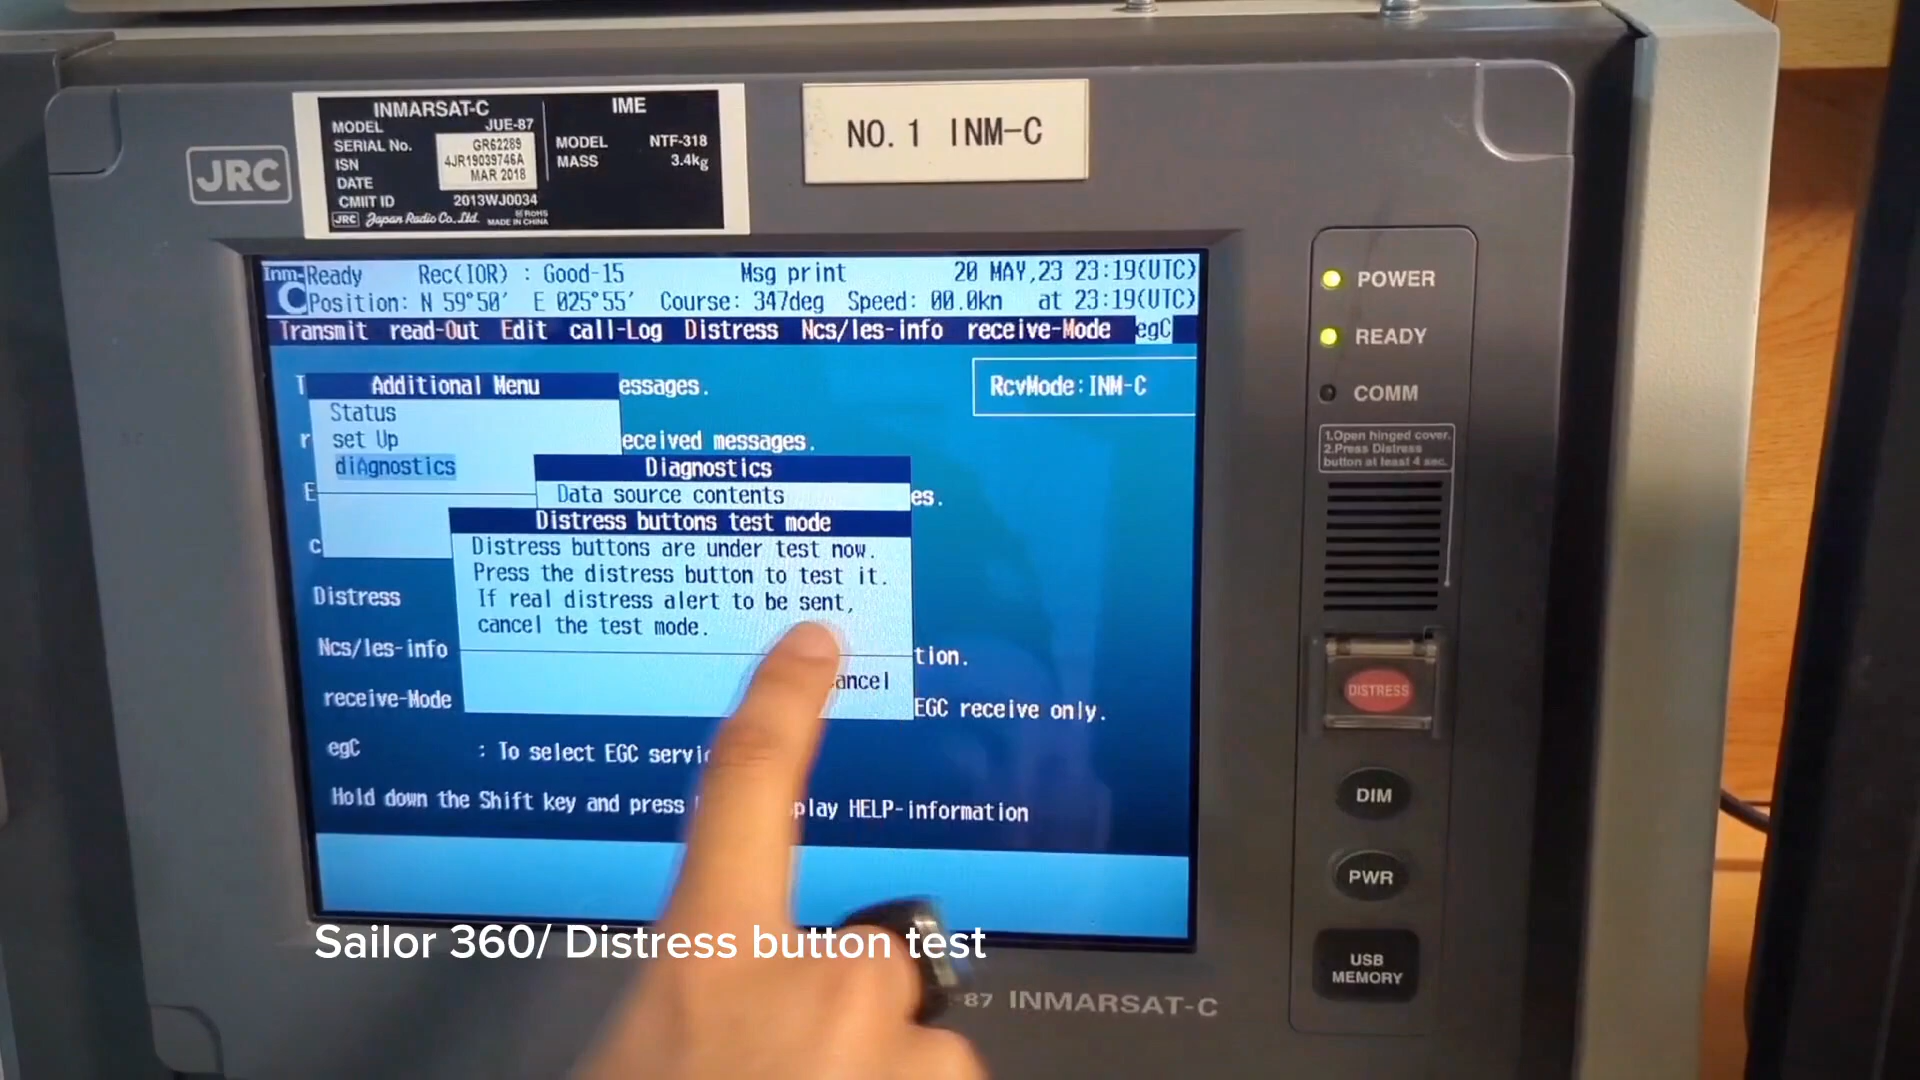 INMARSAT-C
MODEL JUE-87
SERIAL No. GR62289
ISN 4JR19039746A
DATE MAR 2018
CMIIT ID 2013WJ0034
JRC Japan Radio Co., Ltd. RoHS MADE IN CHINA
IME
MODEL NTF-318
MASS 3.4kg
NO.1 INM-C
JRC
Inm-C Ready Rec(IOR) : Good-15 Msg print 20 MAY,23 23:19(UTC)
Position: N 59°50′ E 025°55′ Course: 347deg Speed: 00.0kn at 23:19(UTC)
Transmit read-Out Edit call-Log Distress Ncs/les-info receive-Mode egC
T Additional Menu essages.
RcvMode:INM-C
Status
set Up
r eceived messages.
diAgnostics
Diagnostics
E Data source contents es.
Distress buttons test mode
c Distress buttons are under test now.
Press the distress button to test it.
Distress If real distress alert to be sent,
cancel the test mode.
Ncs/les-info tion.
ancel
receive-Mode EGC receive only.
egC : To select EGC servi
Hold down the Shift key and press play HELP-information
POWER
READY
COMM
1.Open hinged cover.
2.Press Distress
button at least 4 sec.
DISTRESS
DIM
PWR
USB
MEMORY
Sailor 360/ Distress button test
-87 INMARSAT-C